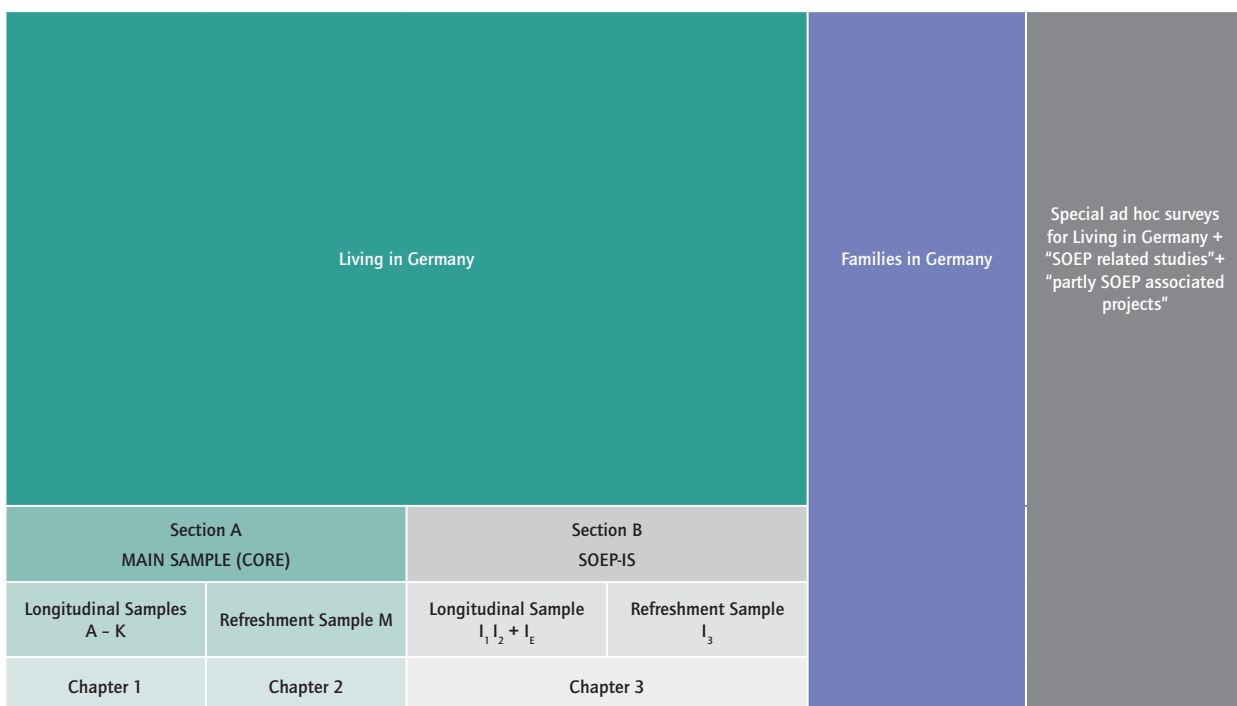 Living in Germany
Families in Germany
Special ad hoc surveys
for Living in Germany +
"SOEP related studies"+
"partly SOEP associated
projects"
Section A
MAIN SAMPLE (CORE)
Section B
SOEP-IS
Longitudinal Samples
A – K
Refreshment Sample M
Longitudinal Sample
I₁ I₂ + I_E
Refreshment Sample
I₃
Chapter 1
Chapter 2
Chapter 3